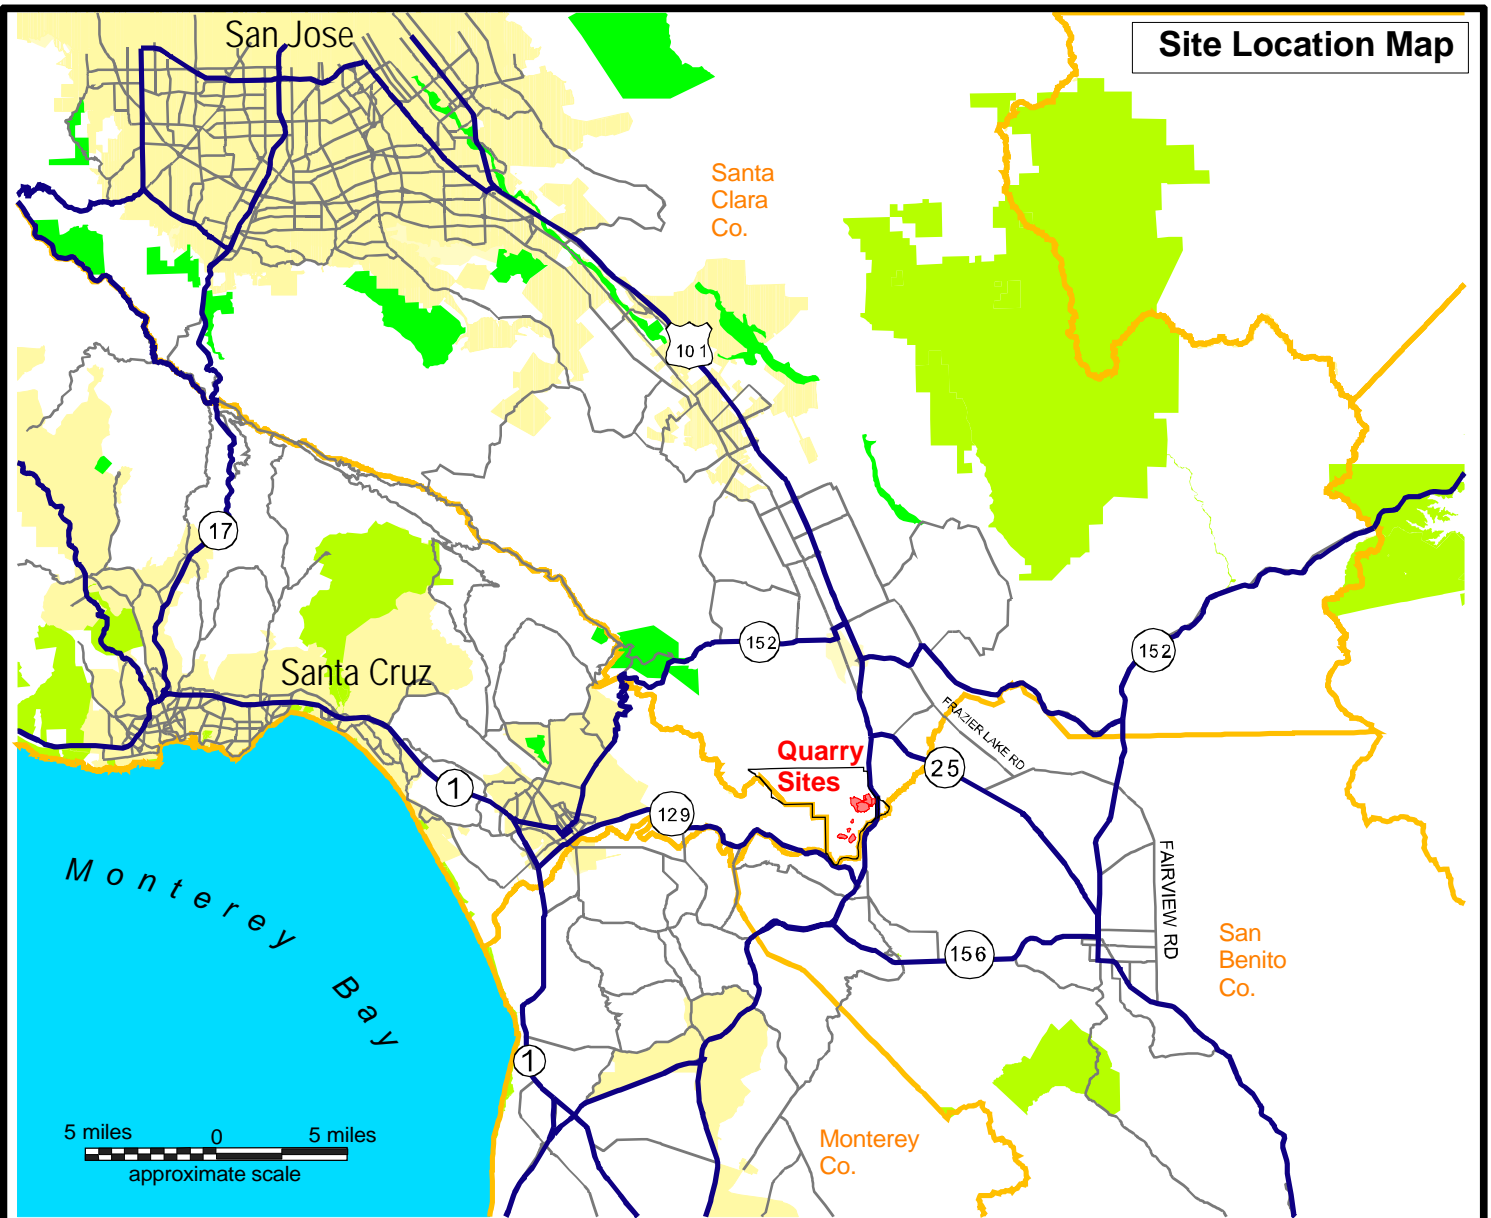 San Jose
Site Location Map
Santa
Clara
Co.
101
17
152
152
Santa Cruz
FRAZIER LAKE RD
Quarry
Sites
25
1
129
FAIRVIEW RD
Monterey Bay
156
San
Benito
Co.
1
5 miles 0 5 miles
approximate scale
Monterey
Co.